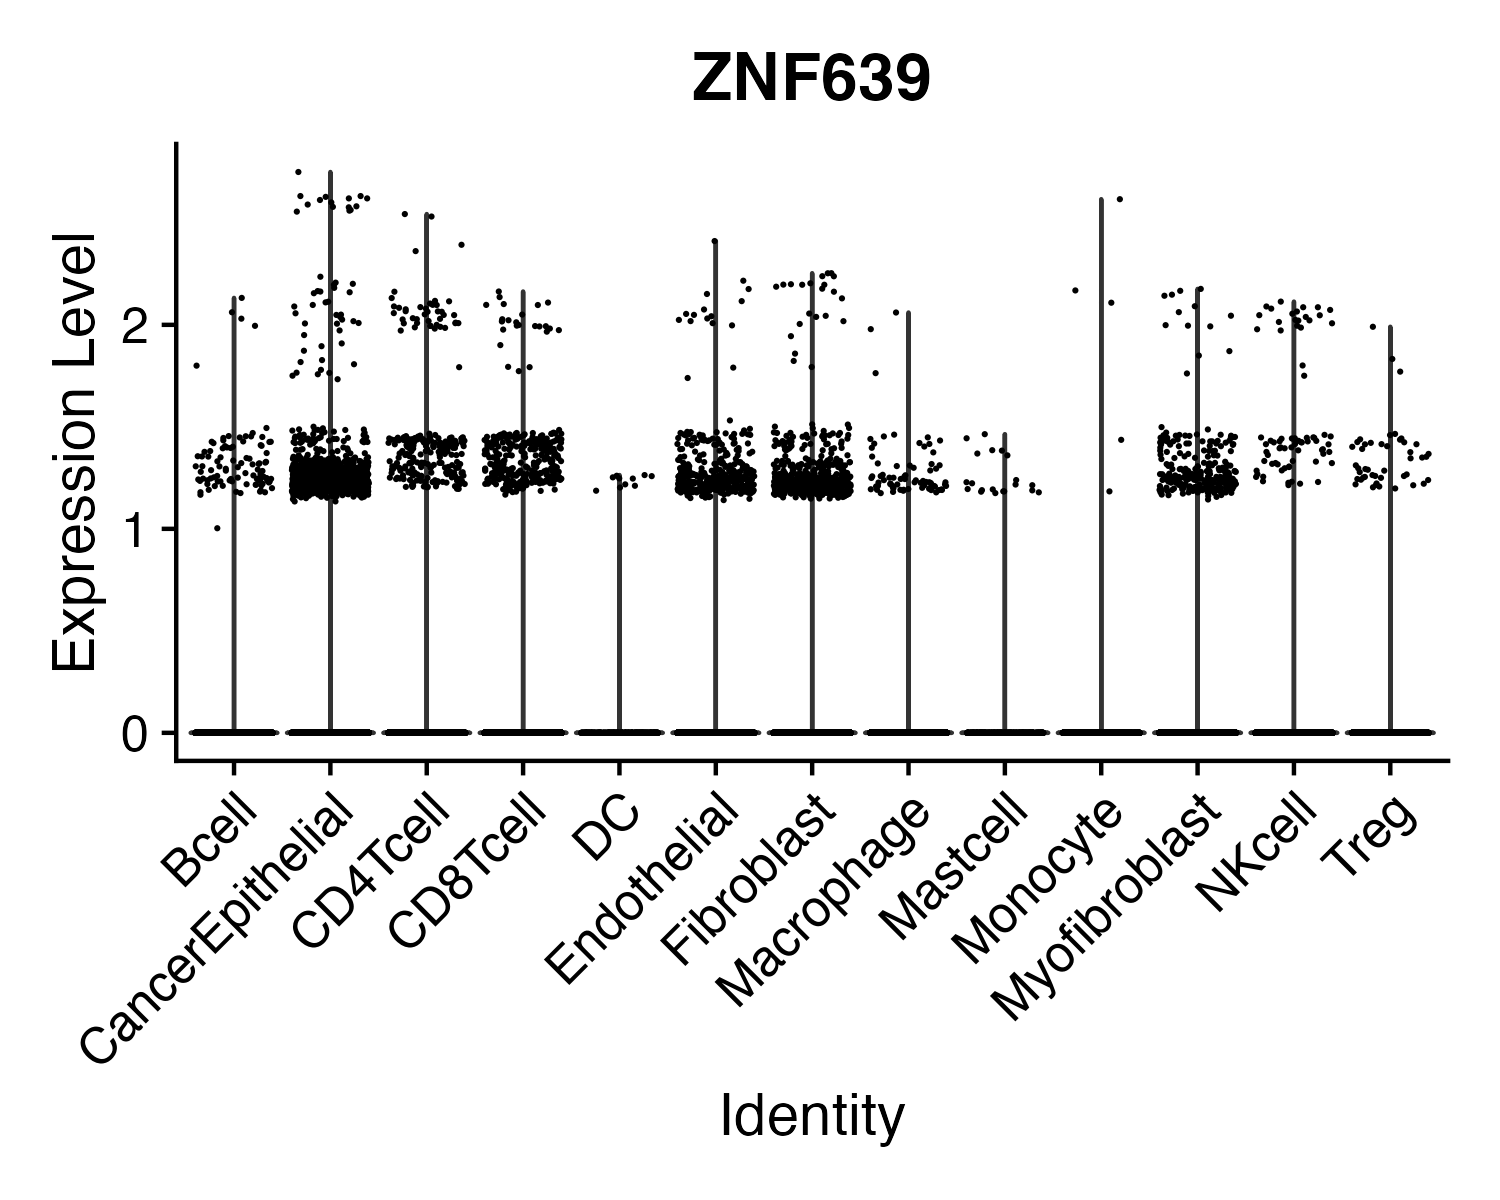 ZNF639
Expression Level
2
1
0
Bcell
CancerEpithelial
CD4Tcell
CD8Tcell
DC
Endothelial
Fibroblast
Macrophage
Mastcell
Monocyte
Myofibroblast
NKcell
Treg
Identity